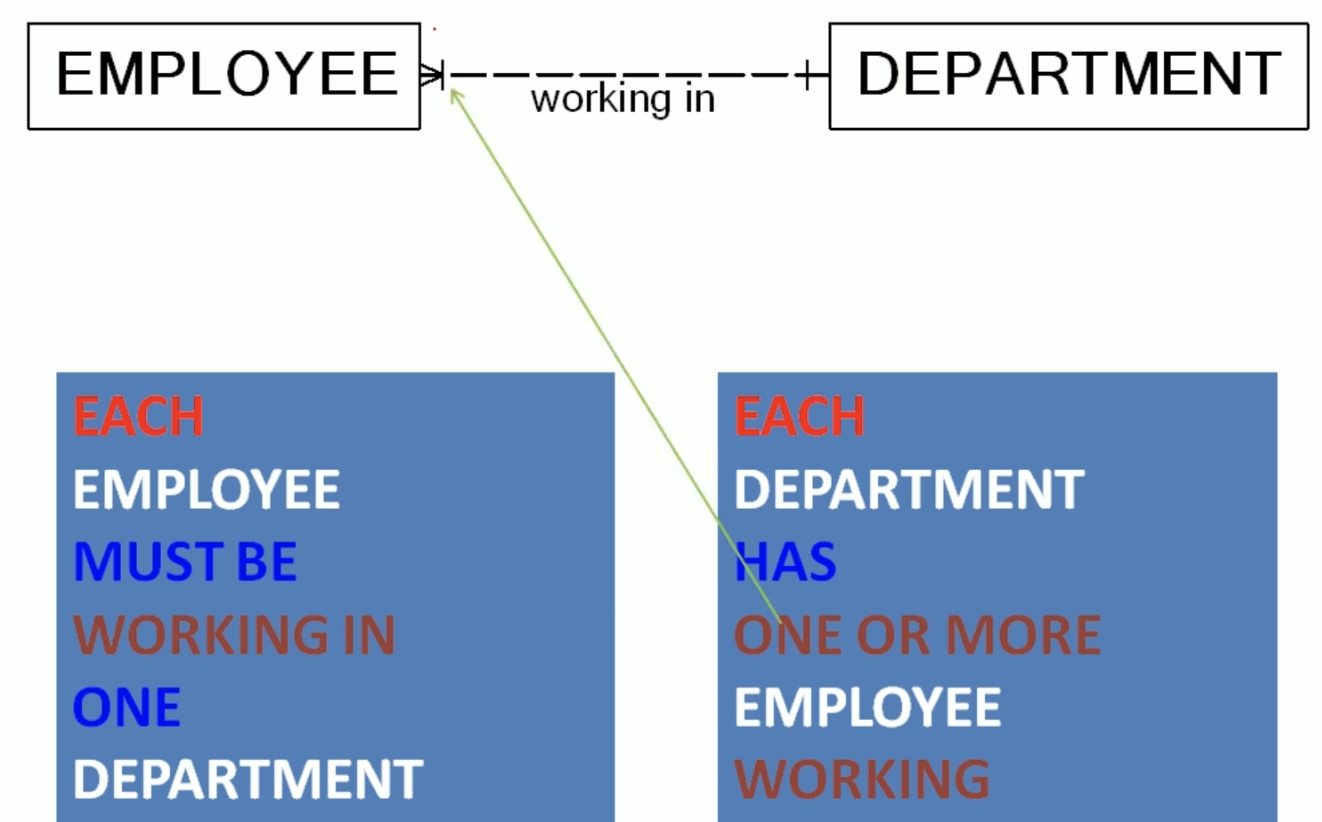 EMPLOYEE
working in
DEPARTMENT
EACH
EMPLOYEE
MUST BE
WORKING IN
ONE
DEPARTMENT
EACH
DEPARTMENT
HAS
ONE OR MORE
EMPLOYEE
WORKING